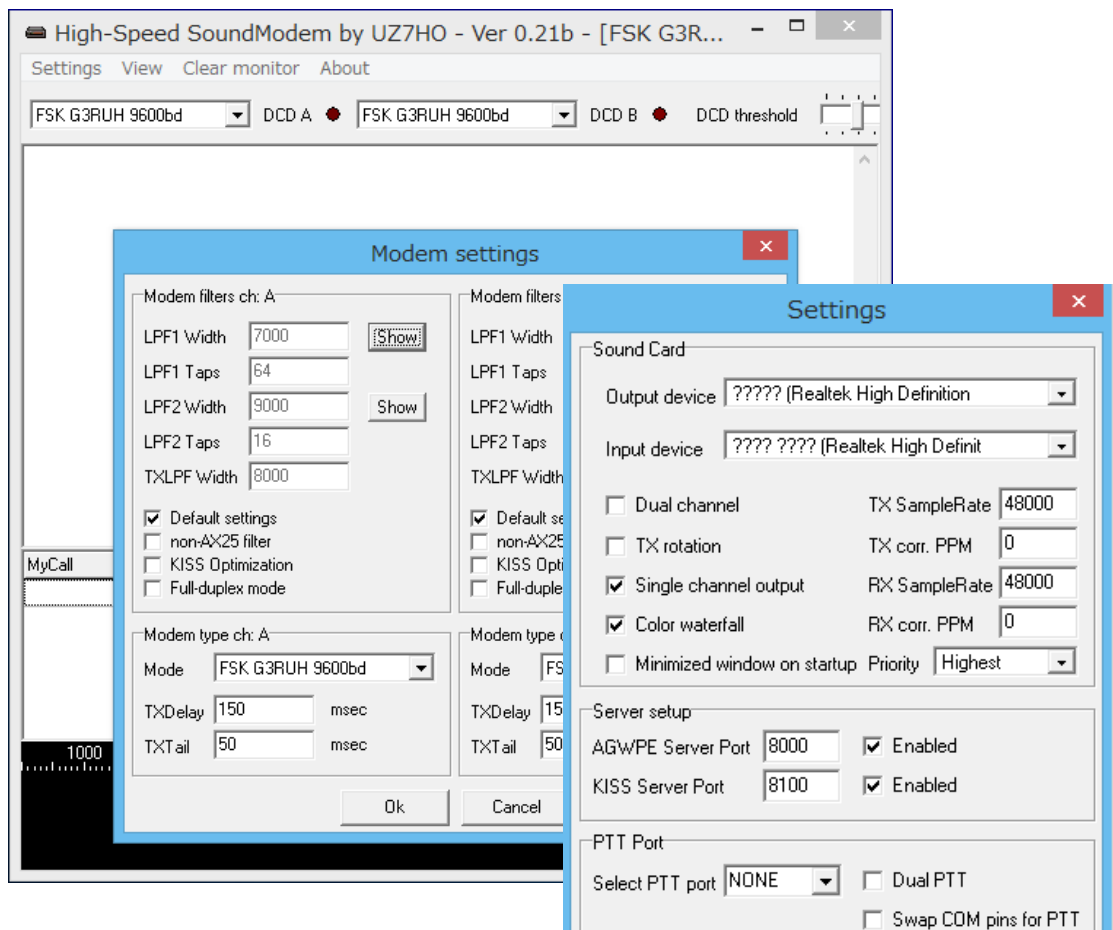 High-Speed SoundModem by UZ7HO - Ver 0.21b - [FSK G3R...
Settings View Clear monitor About
FSK G3RUH 9600bd DCD A FSK G3RUH 9600bd DCD B DCD threshold
MyCall
1000
Modem settings
Modem filters ch: A
LPF1 Width 7000 Show
LPF1 Taps 64
LPF2 Width 9000 Show
LPF2 Taps 16
TXLPF Width 8000
Default settings
non-AX25 filter
KISS Optimization
Full-duplex mode
Modem type ch: A
Mode FSK G3RUH 9600bd
TXDelay 150 msec
TXTail 50 msec
Modem filters
LPF1 Width
LPF1 Taps
LPF2 Width
LPF2 Taps
TXLPF Width
Default se
non-AX25
KISS Opti
Full-duple
Modem type
Mode FS
TXDelay 15
TXTail 50
Ok Cancel
Settings
Sound Card
Output device ????? (Realtek High Definition
Input device ???? ???? (Realtek High Definit
Dual channel TX SampleRate 48000
TX rotation TX corr. PPM 0
Single channel output RX SampleRate 48000
Color waterfall RX corr. PPM 0
Minimized window on startup Priority Highest
Server setup
AGWPE Server Port 8000 Enabled
KISS Server Port 8100 Enabled
PTT Port
Select PTT port NONE Dual PTT
Swap COM pins for PTT